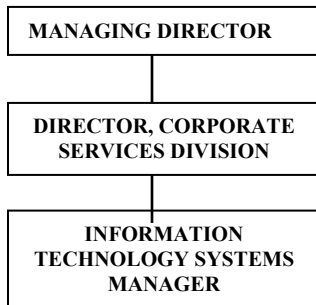 MANAGING DIRECTOR
DIRECTOR, CORPORATE
SERVICES DIVISION
INFORMATION
TECHNOLOGY SYSTEMS
MANAGER